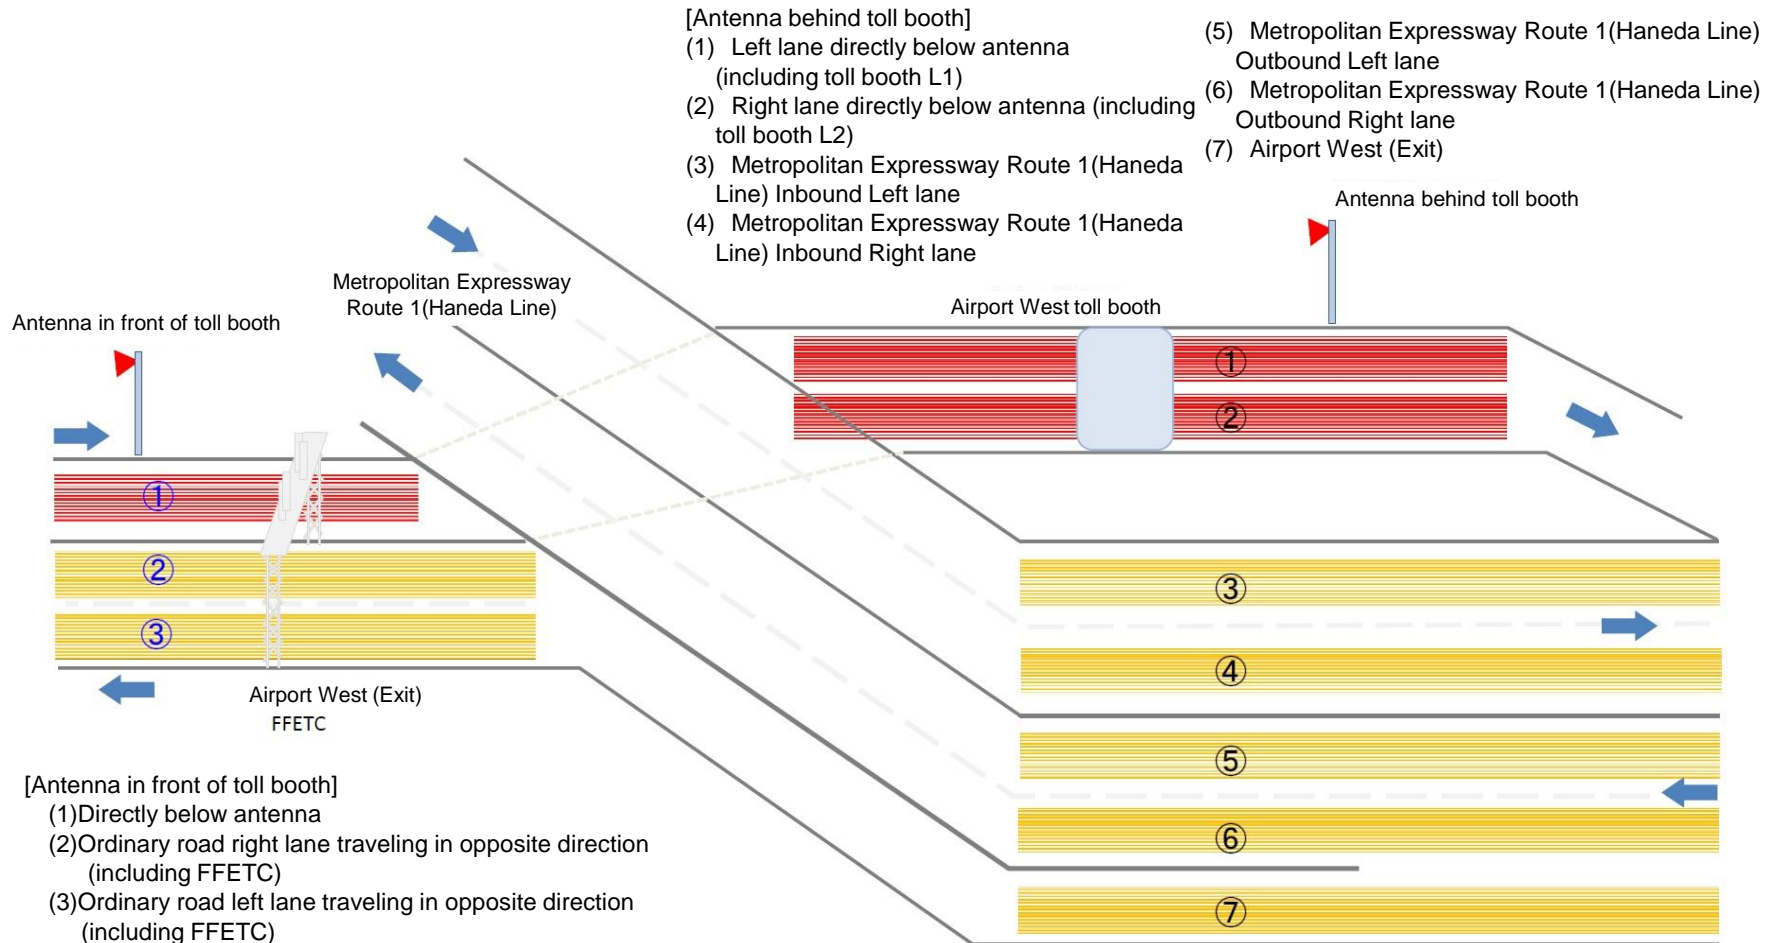 [Antenna behind toll booth]
(1) Left lane directly below antenna
(including toll booth L1)
(2) Right lane directly below antenna (including
toll booth L2)
(3) Metropolitan Expressway Route 1(Haneda
Line) Inbound Left lane
(4) Metropolitan Expressway Route 1(Haneda
Line) Inbound Right lane
(5) Metropolitan Expressway Route 1(Haneda Line)
Outbound Left lane
(6) Metropolitan Expressway Route 1(Haneda Line)
Outbound Right lane
(7) Airport West (Exit)
Antenna behind toll booth
Metropolitan Expressway
Route 1(Haneda Line)
Airport West toll booth
Antenna in front of toll booth
①
②
①
②
③
③
④
⑤
⑥
⑦
Airport West (Exit)
FFETC
[Antenna in front of toll booth]
(1)Directly below antenna
(2)Ordinary road right lane traveling in opposite direction
(including FFETC)
(3)Ordinary road left lane traveling in opposite direction
(including FFETC)